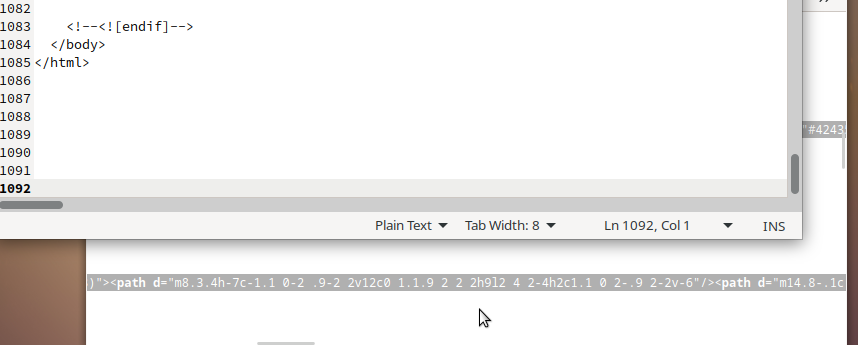 1082
1083    <!--<![endif]-->
1084  </body>
1085</html>
1086
1087
1088
1089
1090
1091
1092
"#4243
Plain Text Tab Width: 8 Ln 1092, Col 1 INS
)"><path d="m8.3.4h-7c-1.1 0-2 .9-2 2v12c0 1.1.9 2 2 2h9l2 4 2-4h2c1.1 0 2-.9 2-2v-6"/><path d="m14.8-.1c